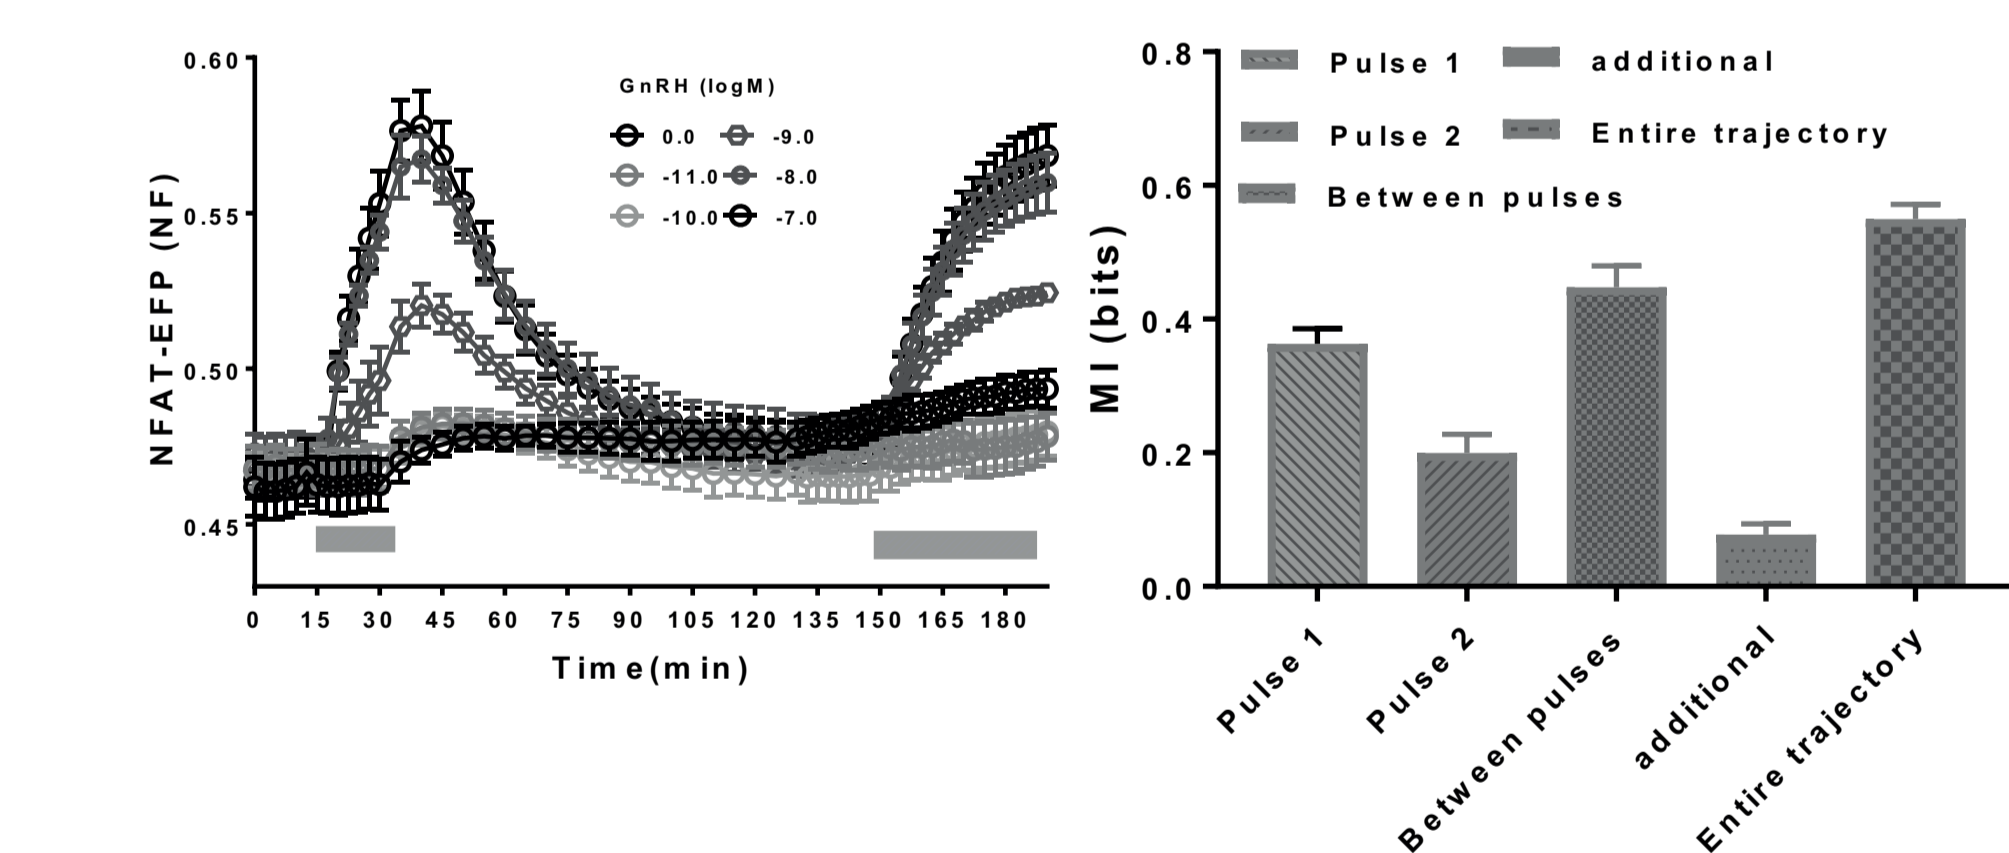 NFAT-EFP (NF)
0.60
0.55
0.50
0.45
GnRH (logM)
0.0 -9.0
-11.0 -8.0
-10.0 -7.0
0 15 30 45 60 75 90 105 120 135 150 165 180
Time(min)
MI (bits)
0.8
0.6
0.4
0.2
0.0
Pulse 1 additional
Pulse 2 Entire trajectory
Between pulses
Pulse 1
Pulse 2
Between pulses
additional
Entire trajectory